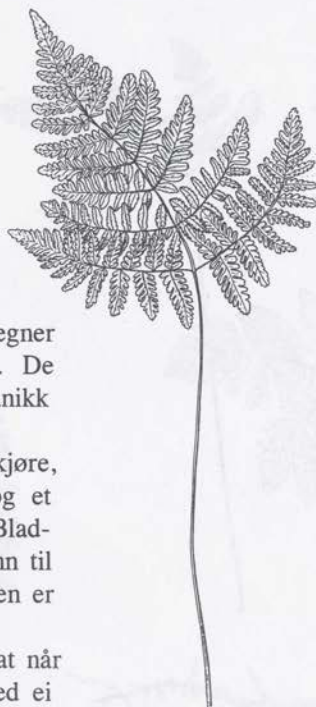 egner
. De
nikk
kjøre,
og et
Blad-
nn til
en er
at når
ed ei